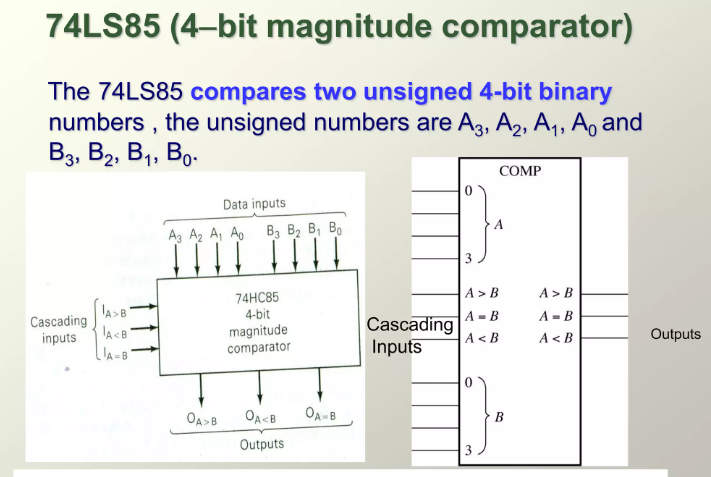 74LS85 (4–bit magnitude comparator)
The 74LS85 compares two unsigned 4-bit binary
numbers , the unsigned numbers are A3, A2, A1, A0 and
B3, B2, B1, B0.
Data inputs
A3 A2 A1 A0 B3 B2 B1 B0
Cascading
inputs
IA>B
IA<B
IA=B
74HC85
4-bit
magnitude
comparator
OA>B OA<B OA=B
Outputs
COMP
0
A
3
Cascading
Inputs
A > B A > B
A = B A = B
A < B A < B
Outputs
0
B
3